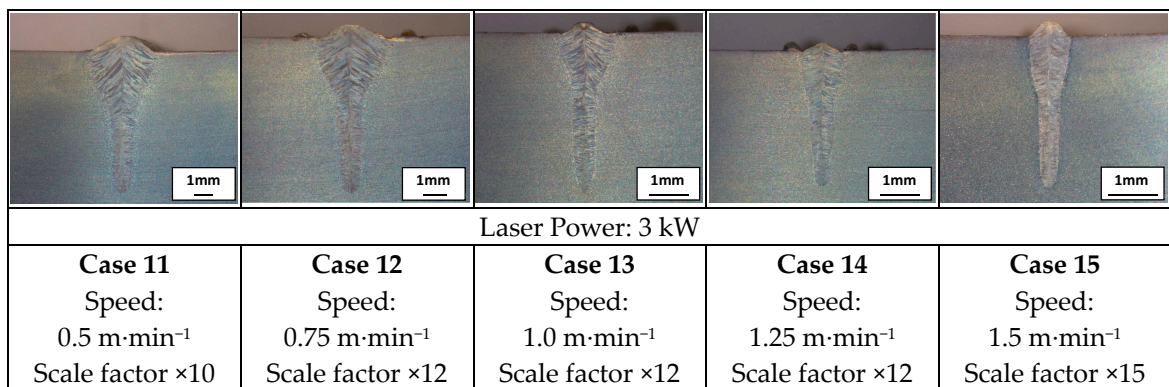 1mm 1mm 1mm 1mm 1mm
Laser Power: 3 kW
Case 11 Case 12 Case 13 Case 14 Case 15
Speed: Speed: Speed: Speed: Speed:
0.5 m·min⁻¹ 0.75 m·min⁻¹ 1.0 m·min⁻¹ 1.25 m·min⁻¹ 1.5 m·min⁻¹
Scale factor ×10 Scale factor ×12 Scale factor ×12 Scale factor ×12 Scale factor ×15